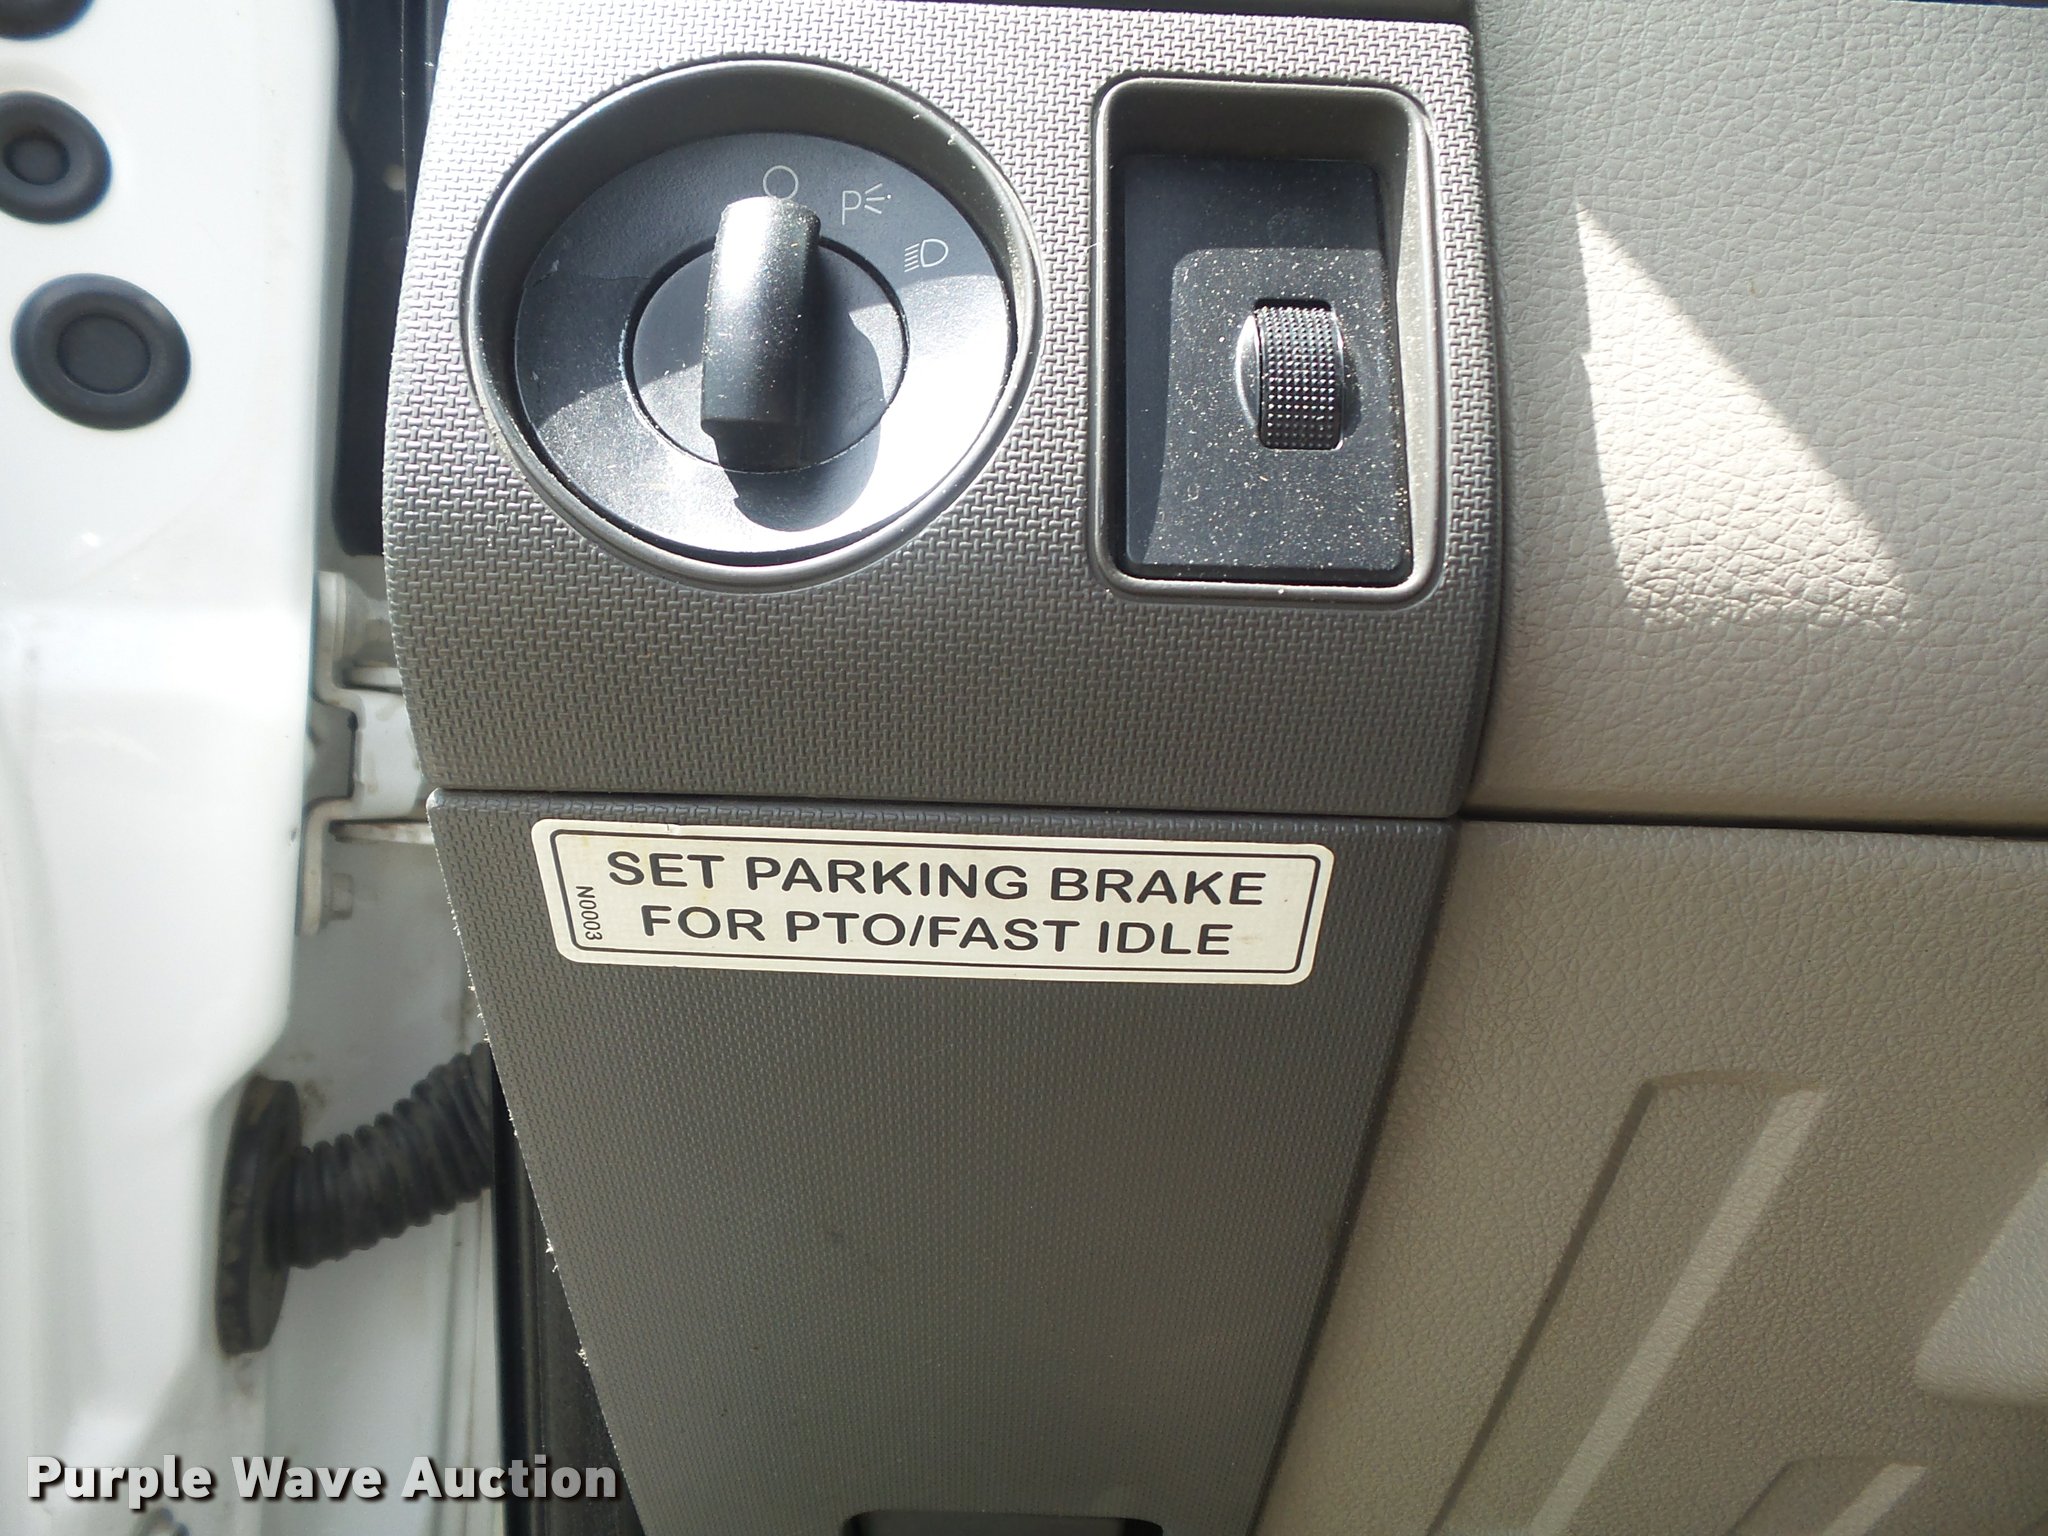 P
SET PARKING BRAKE
FOR PTO/FAST IDLE
N0003
Purple Wave Auction